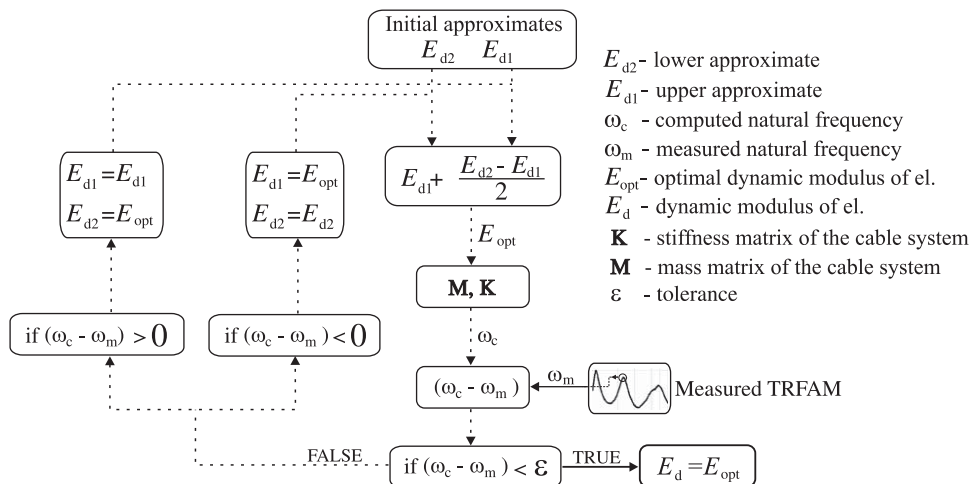 Initial approximates
E_d2 E_d1
E_d2 - lower approximate
E_d1 - upper approximate
ω_c - computed natural frequency
ω_m - measured natural frequency
E_opt - optimal dynamic modulus of el.
E_d - dynamic modulus of el.
K - stiffness matrix of the cable system
M - mass matrix of the cable system
ε - tolerance
E_d1 = E_d1
E_d2 = E_opt
E_d1 = E_opt
E_d2 = E_d2
E_d1 + (E_d2 - E_d1)/2
E_opt
M, K
if (ω_c - ω_m) > 0
if (ω_c - ω_m) < 0
ω_c
(ω_c - ω_m)
ω_m
Measured TRFAM
FALSE
if (ω_c - ω_m) < ε
TRUE
E_d = E_opt